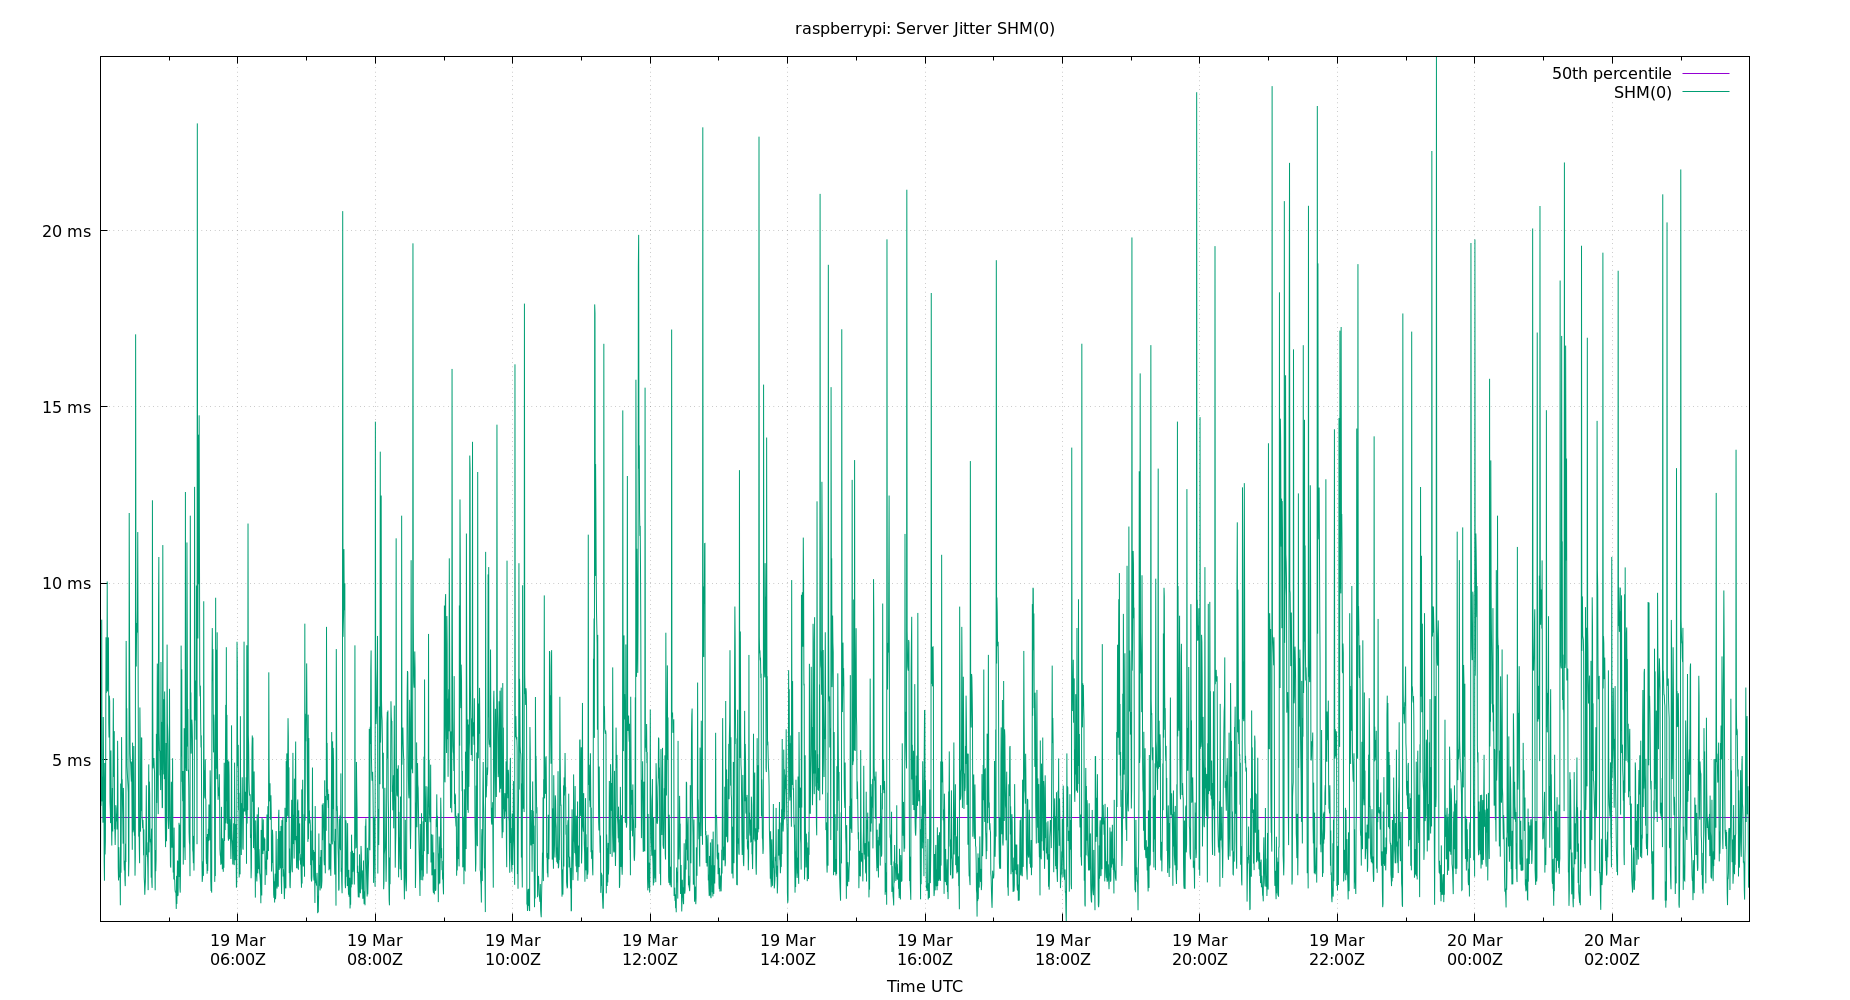 raspberrypi: Server Jitter SHM(0)
50th percentile
SHM(0)
20 ms
15 ms
10 ms
5 ms
19 Mar
06:00Z
19 Mar
08:00Z
19 Mar
10:00Z
19 Mar
12:00Z
19 Mar
14:00Z
19 Mar
16:00Z
19 Mar
18:00Z
19 Mar
20:00Z
19 Mar
22:00Z
20 Mar
00:00Z
20 Mar
02:00Z
Time UTC